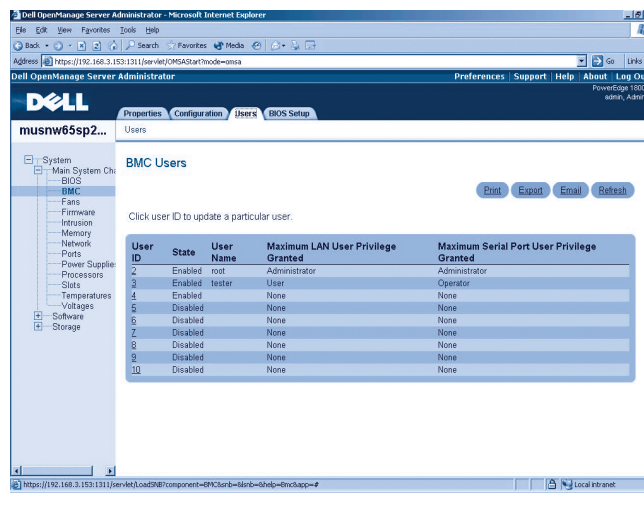 Dell OpenManage Server Administrator - Microsoft Internet Explorer
File Edit View Favorites Tools Help
Back Search Favorites Media
Address https://192.168.3.153:1311/servlet/OMSAStart?mode=omsa Go Links
Dell OpenManage Server Administrator Preferences Support Help About Log Ou
PowerEdge 1800
admin, Admin
DELL
Properties Configuration Users BIOS Setup
musnw65sp2... Users
System
Main System Cha
BIOS
BMC
Fans
Firmware
Intrusion
Memory
Network
Ports
Power Supplie
Processors
Slots
Temperatures
Voltages
Software
Storage
BMC Users
Print Export Email Refresh
Click user ID to update a particular user.
User ID State User Name Maximum LAN User Privilege Granted Maximum Serial Port User Privilege Granted
2 Enabled root Administrator Administrator
3 Enabled tester User Operator
4 Enabled None None
5 Disabled None None
6 Disabled None None
7 Disabled None None
8 Disabled None None
9 Disabled None None
10 Disabled None None
https://192.168.3.153:1311/servlet/LoadSNB?component=BMC&snb=&lsnb=&help=Bmc&app=# Local intranet